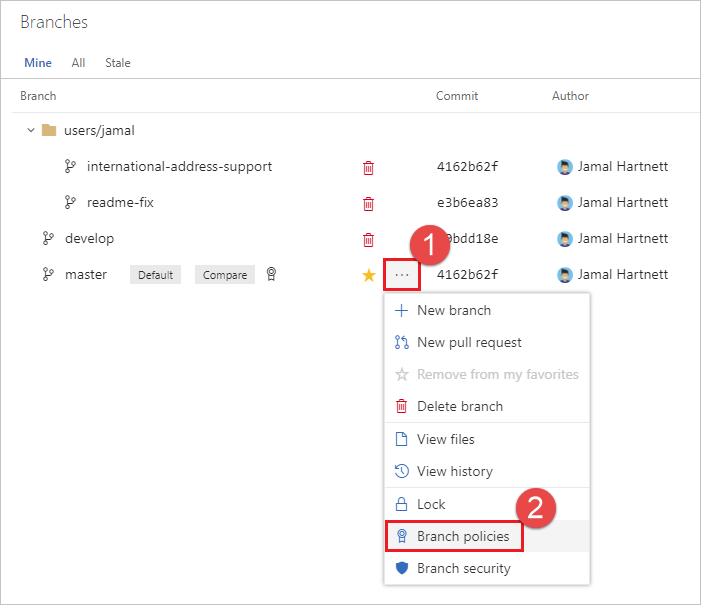 Branches
Mine All Stale
Branch Commit Author
users/jamal
international-address-support 4162b62f Jamal Hartnett
readme-fix e3b6ea83 Jamal Hartnett
develop Jamal Hartnett
1
master Default Compare ... 4162b62f Jamal Hartnett
New branch
New pull request
Remove from my favorites
Delete branch
View files
View history
Lock
2
Branch policies
Branch security